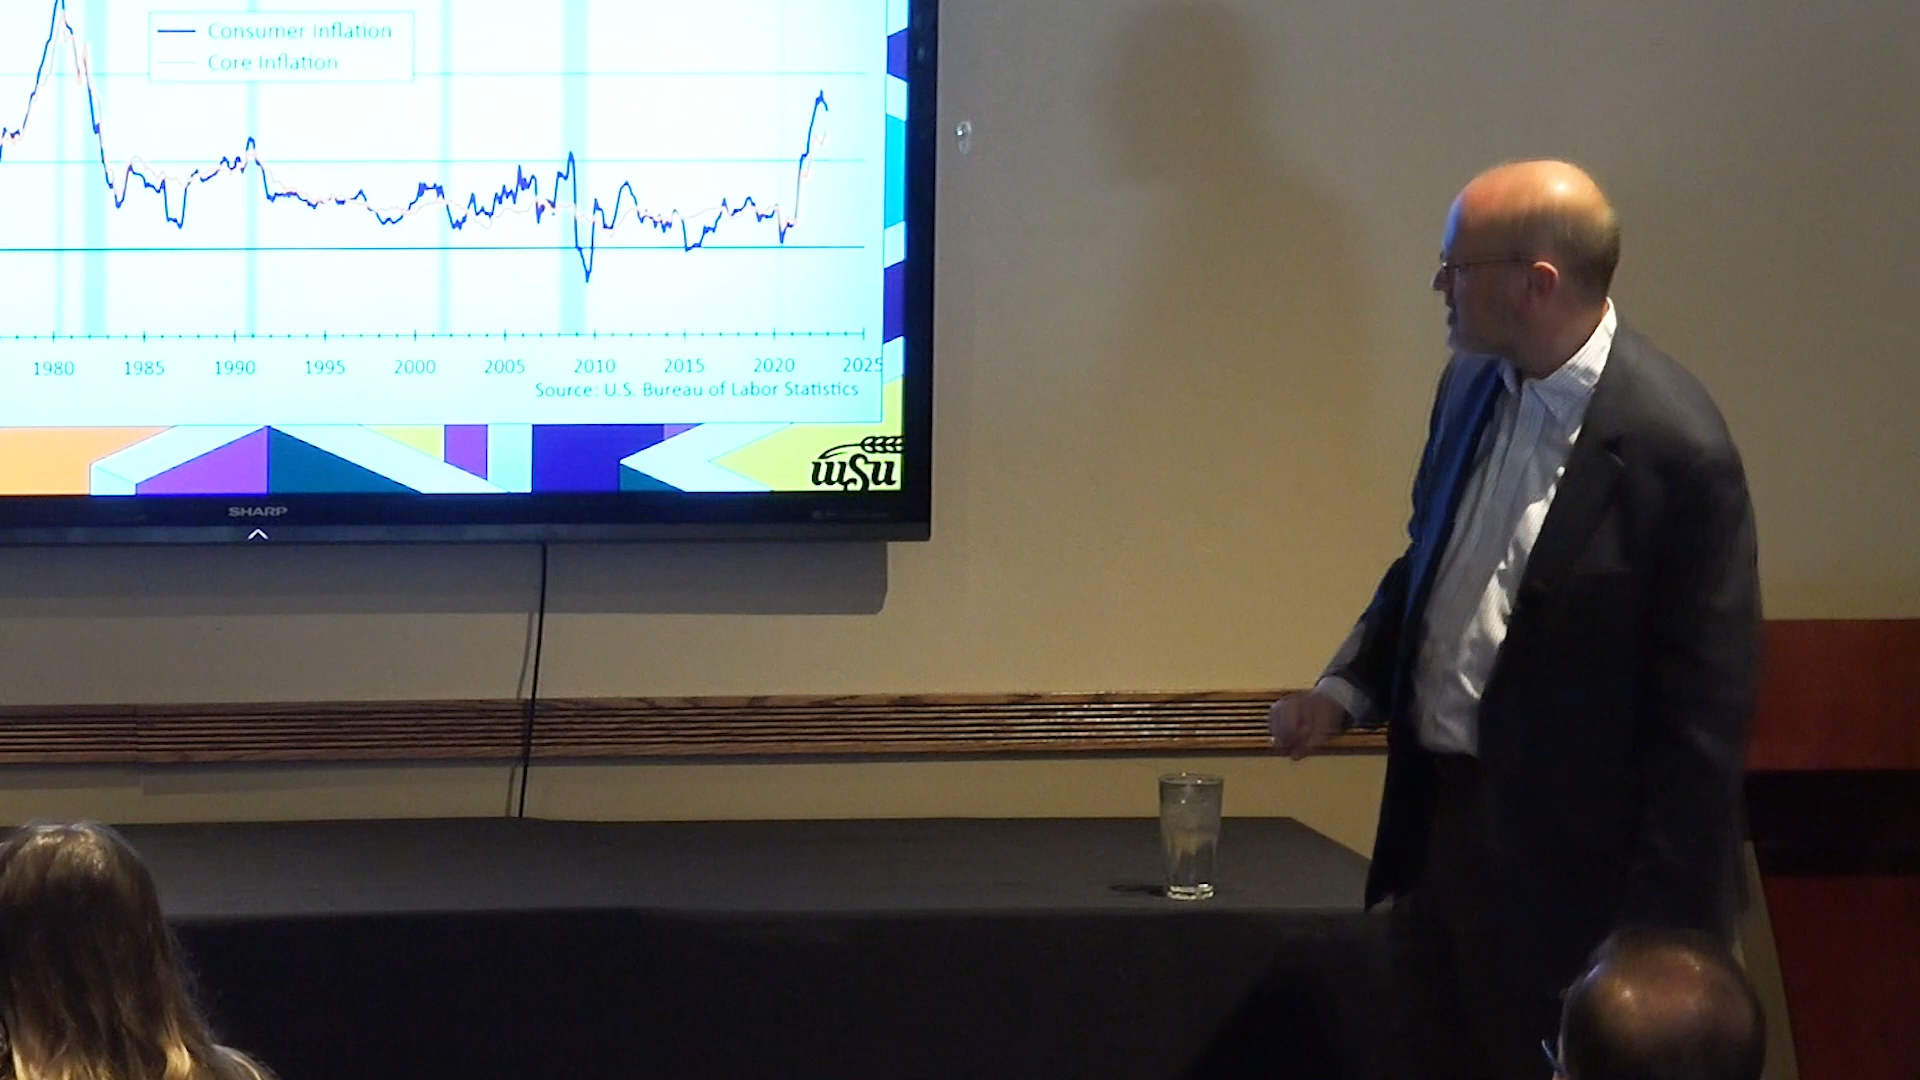 Consumer Inflation
Core Inflation
1980 1985 1990 1995 2000 2005 2010 2015 2020 2025
Source: U.S. Bureau of Labor Statistics
wsu
SHARP